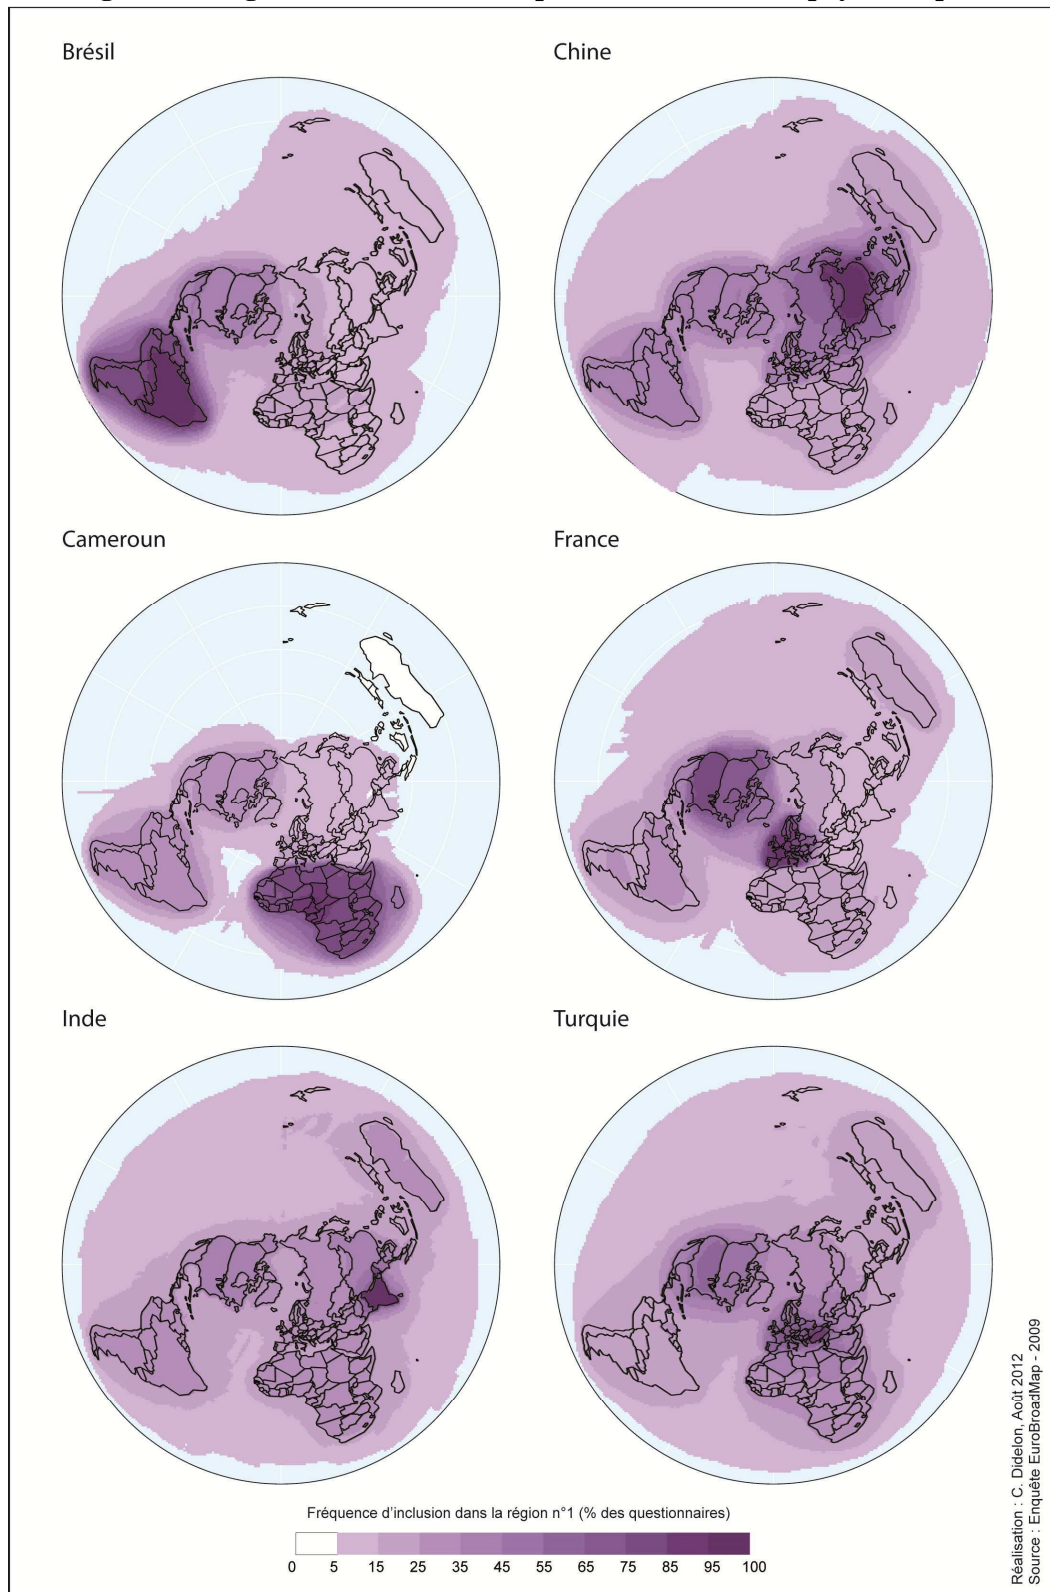 Brésil
Chine
Cameroun
France
Inde
Turquie
Fréquence d'inclusion dans la région n°1 (% des questionnaires)
0 5 15 25 35 45 55 65 75 85 95 100
Réalisation : C. Didelon, Août 2012
Source : Enquête EuroBroadMap - 2009